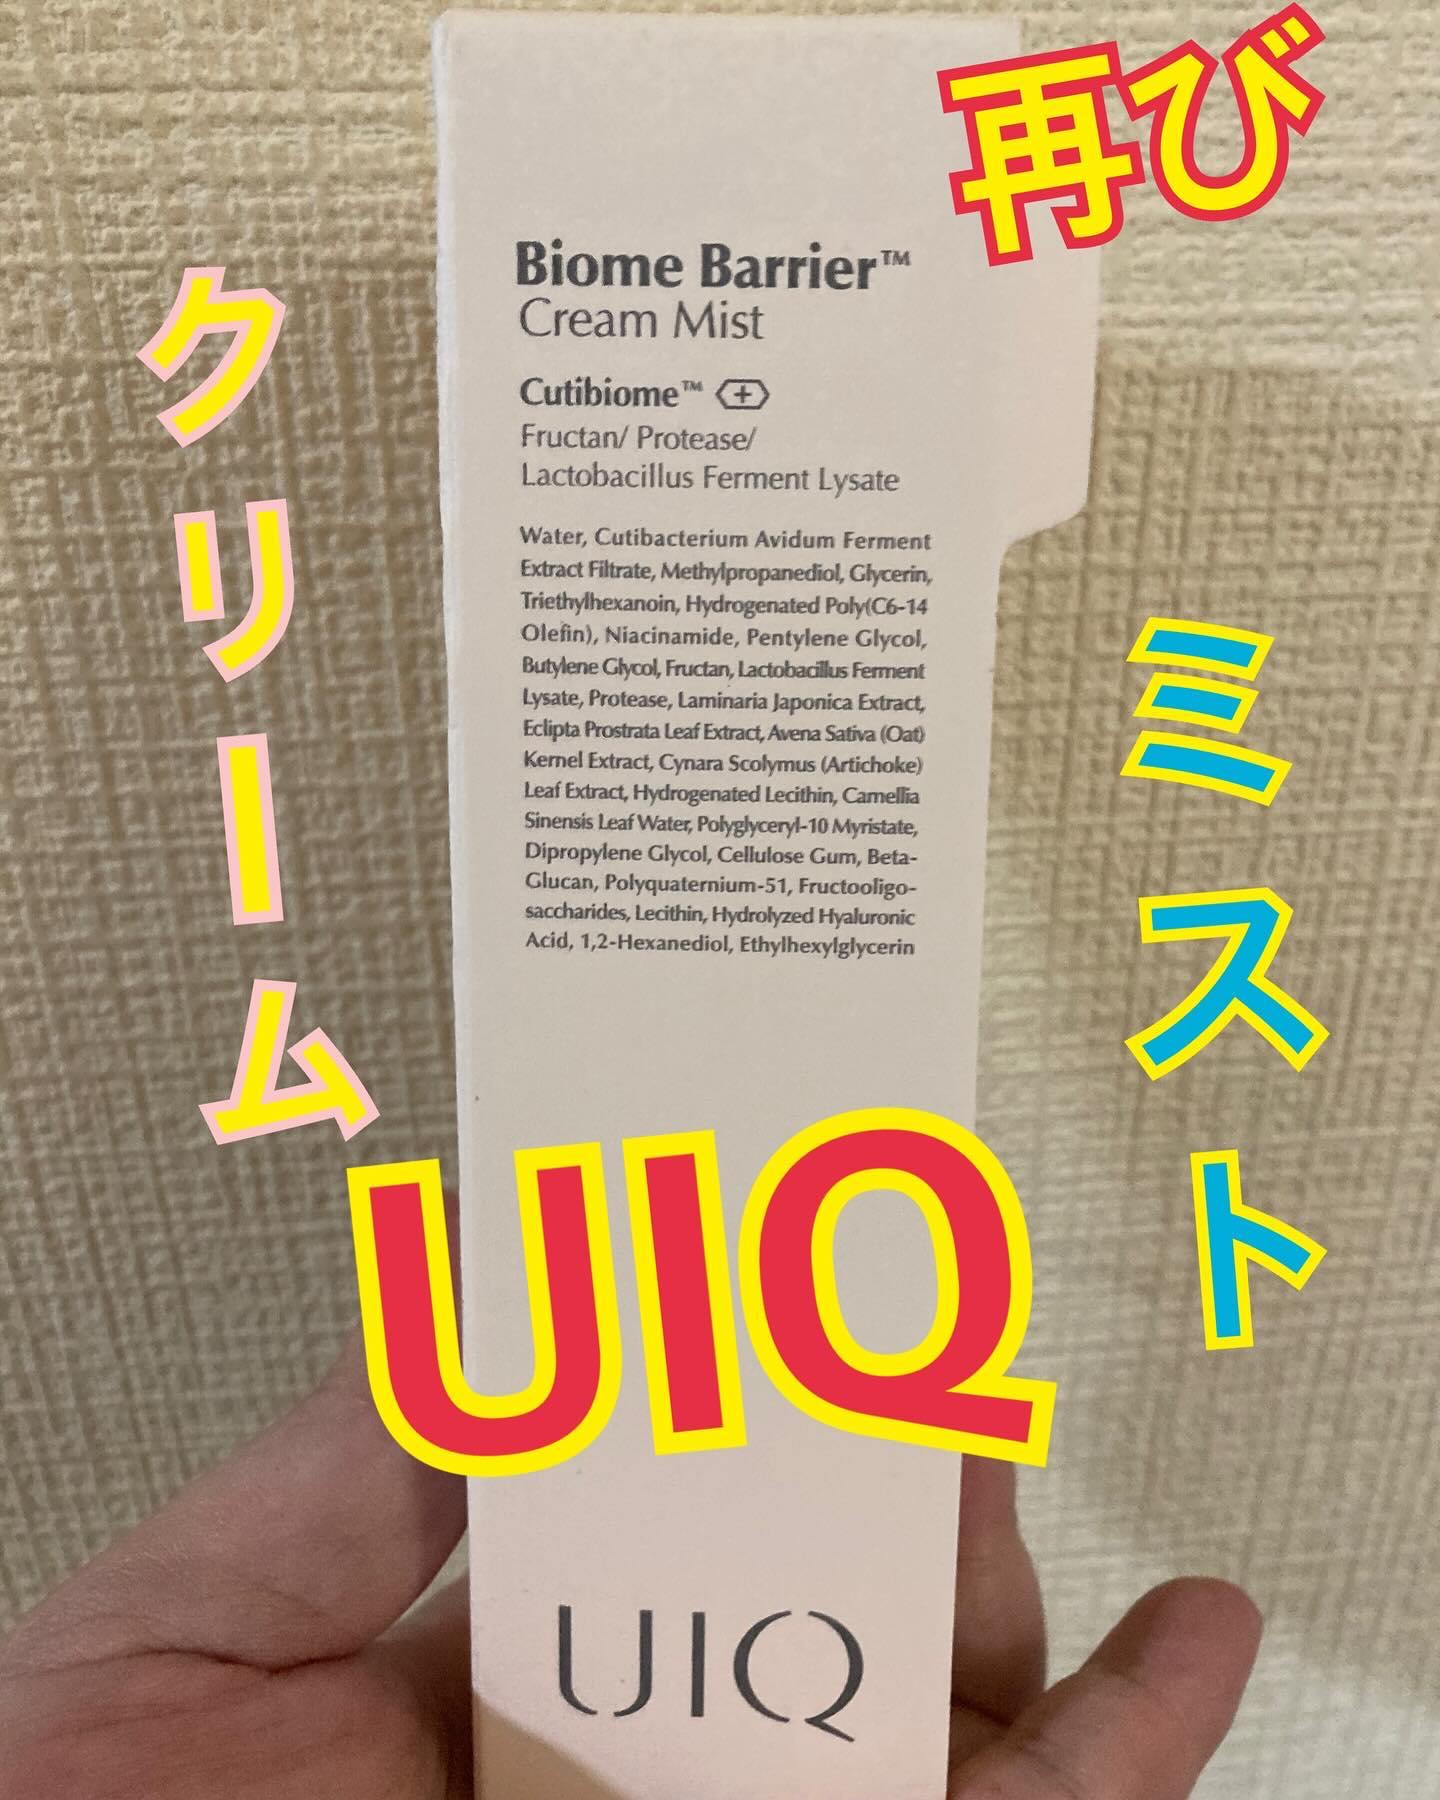 再び
クリーム
ミスト
Biome Barrier™
Cream Mist
Cutibiome™
Fructan/ Protease/
Lactobacillus Ferment Lysate
Water, Cutibacterium Avidum Ferment
Extract Filtrate, Methylpropanediol, Glycerin,
Triethylhexanoin, Hydrogenated Poly(C6-14
Olefin), Niacinamide, Pentylene Glycol,
Butylene Glycol, Fructan, Lactobacillus Ferment
Lysate, Protease, Laminaria Japonica Extract,
Eclipta Prostrata Leaf Extract, Avena Sativa (Oat)
Kernel Extract, Cynara Scolymus (Artichoke)
Leaf Extract, Hydrogenated Lecithin, Camellia
Sinensis Leaf Water, Polyglyceryl-10 Myristate,
Dipropylene Glycol, Cellulose Gum, Beta-
Glucan, Polyquaternium-51, Fructooligo-
saccharides, Lecithin, Hydrolyzed Hyaluronic
Acid, 1,2-Hexanediol, Ethylhexylglycerin
UIQ
UIQ